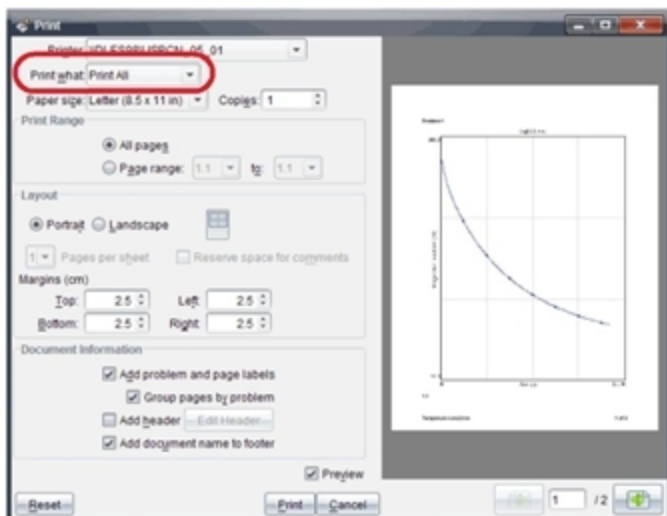 Print
Printer:
Print what: Print All
Paper size: Letter (8.5 x 11 in) Copies: 1
Print Range
All pages
Page range: 1.1 to: 1.1
Layout
Portrait Landscape
1 Pages per sheet Reserve space for comments
Margins (cm)
Top: 2.5 Left: 2.5
Bottom: 2.5 Right: 2.5
Document Information
Add problem and page labels
Group pages by problem
Add header Edit Header...
Add document name to footer
Preview
Reset Print Cancel
1 / 2